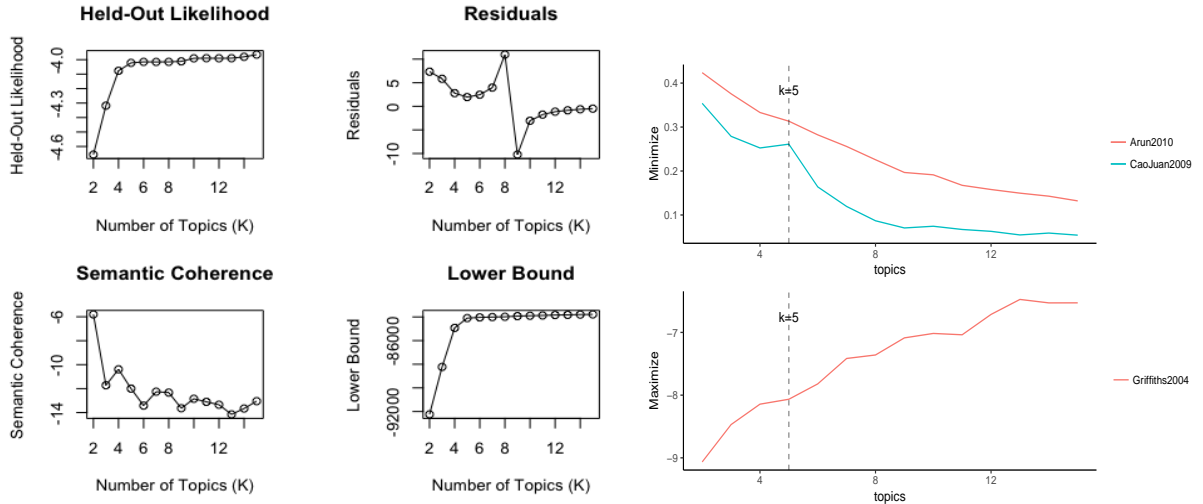 Held-Out Likelihood
Held-Out Likelihood
-4.0
-4.3
-4.6
2 4 6 8 12
Number of Topics (K)
Residuals
Residuals
5
0
-10
2 4 6 8 12
Number of Topics (K)
Semantic Coherence
Semantic Coherence
-6
-10
-14
2 4 6 8 12
Number of Topics (K)
Lower Bound
Lower Bound
-86000
-92000
2 4 6 8 12
Number of Topics (K)
Minimize
0.4
0.3
0.2
0.1
k=5
4 8 12
topics
Arun2010
CaoJuan2009
Maximize
-7
-8
-9
k=5
4 8 12
topics
Griffiths2004